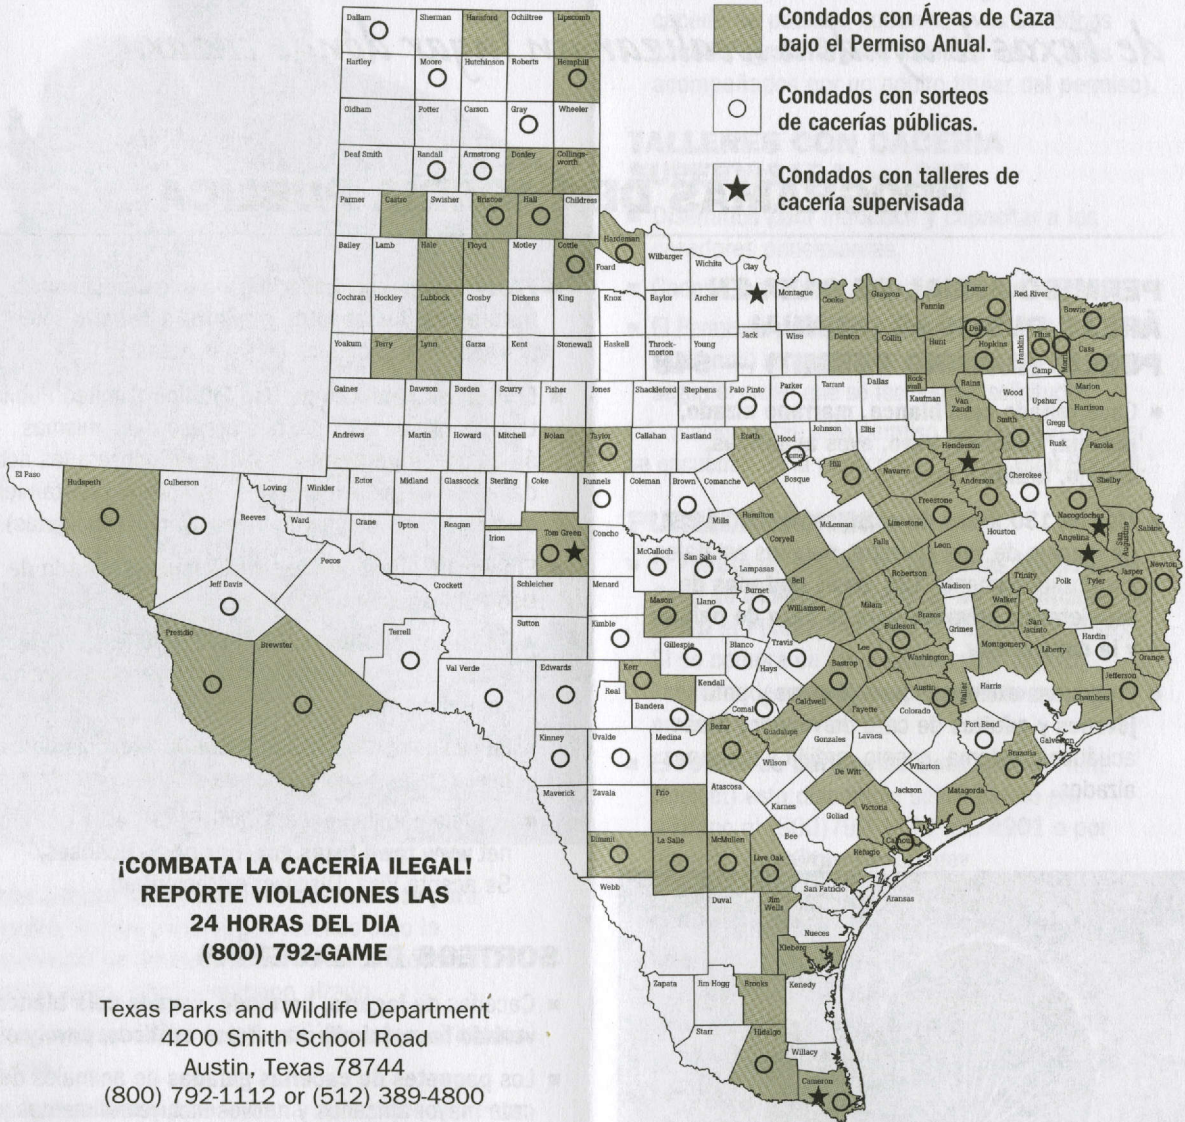 Condados con Áreas de Caza
bajo el Permiso Anual.
Condados con sorteos
de cacerías públicas.
Condados con talleres de
cacería supervisada
Dallam Sherman Hansford Ochiltree Lipscomb
Hartley Moore Hutchinson Roberts Hemphill
Oldham Potter Carson Gray Wheeler
Deaf Smith Randall Armstrong Donley Collings-
worth
Parmer Castro Swisher Briscoe Hall Childress
Bailey Lamb Hale Floyd Motley Cottle Foard Hardeman Wilbarger Wichita Clay
Cochran Hockley Lubbock Crosby Dickens King Knox Baylor Archer Montague Cooke Grayson Fannin Lamar Red River Bowie
Yoakum Terry Lynn Garza Kent Stonewall Haskell Throck-
morton Young Jack Wise Denton Collin Hunt Delta Hopkins Franklin Titus Morris Cass Camp
Gaines Dawson Borden Scurry Fisher Jones Shackleford Stephens Palo Pinto Parker Tarrant Dallas Rock-
wall Kaufman Rains Van
Zandt Wood Upshur Marion Harrison Gregg Smith
Andrews Martin Howard Mitchell Nolan Taylor Callahan Eastland Erath Hood Somervell Johnson Ellis Henderson Rusk Panola
El Paso Hudspeth Culberson Reeves Loving Winkler Ector Midland Glasscock Sterling Coke Runnels Coleman Brown Comanche Bosque Hill Navarro Anderson Cherokee Shelby
Ward Crane Upton Reagan Irion Tom Green Concho McCulloch San Saba Mills Hamilton Coryell McLennan Limestone Freestone Falls Leon Houston Nacogdoches Angelina San
Augustine Sabine
Jeff Davis Pecos Crockett Schleicher Menard Mason Llano Lampasas Burnet Bell Williamson Milam Robertson Madison Brazos Grimes Walker Trinity Polk San
Jacinto Tyler Jasper Newton
Presidio Brewster Terrell Sutton Kimble Gillespie Blanco Travis Hays Bastrop Lee Burleson Washington Montgomery Liberty Hardin Orange
Val Verde Edwards Real Kerr Bandera Kendall Comal Caldwell Fayette Austin Waller Harris Chambers Jefferson
Kinney Uvalde Medina Bexar Guadalupe Gonzales Lavaca Colorado Fort Bend Galveston
Maverick Zavala Frio Atascosa Wilson Karnes De Witt Jackson Wharton Brazoria Matagorda
Dimmit La Salle McMullen Live Oak Bee Goliad Victoria Refugio Calhoun
Webb Duval Jim
Wells San Patricio Aransas Nueces Kleberg
Zapata Jim Hogg Brooks Kenedy
Starr Hidalgo Willacy
Cameron
¡COMBATA LA CACERÍA ILEGAL!
REPORTE VIOLACIONES LAS
24 HORAS DEL DIA
(800) 792-GAME
Texas Parks and Wildlife Department
4200 Smith School Road
Austin, Texas 78744
(800) 792-1112 or (512) 389-4800